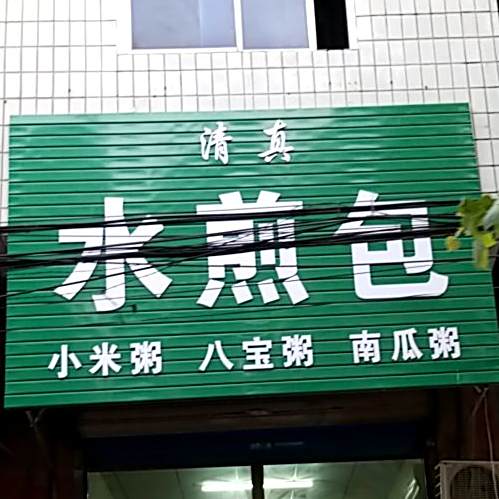 清真
水煎包
小米粥 八宝粥 南瓜粥